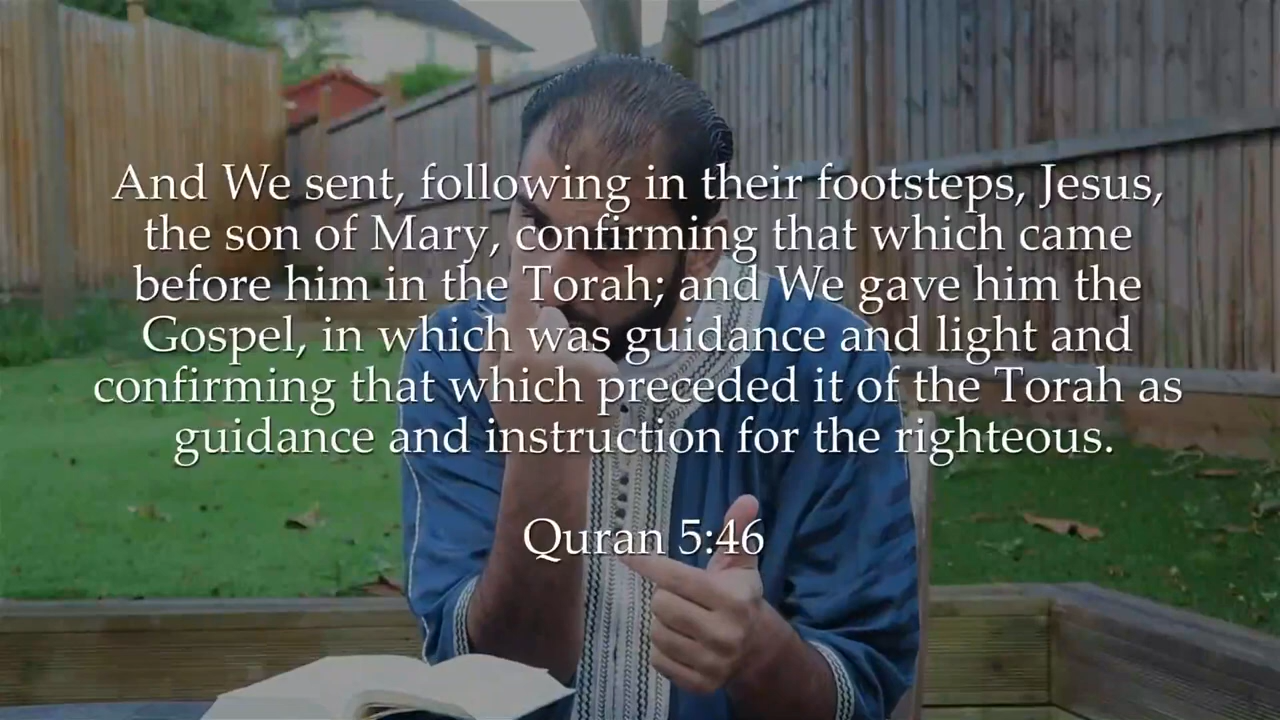 And We sent, following in their footsteps, Jesus,
the son of Mary, confirming that which came
before him in the Torah; and We gave him the
Gospel, in which was guidance and light and
confirming that which preceded it of the Torah as
guidance and instruction for the righteous.
Quran 5:46